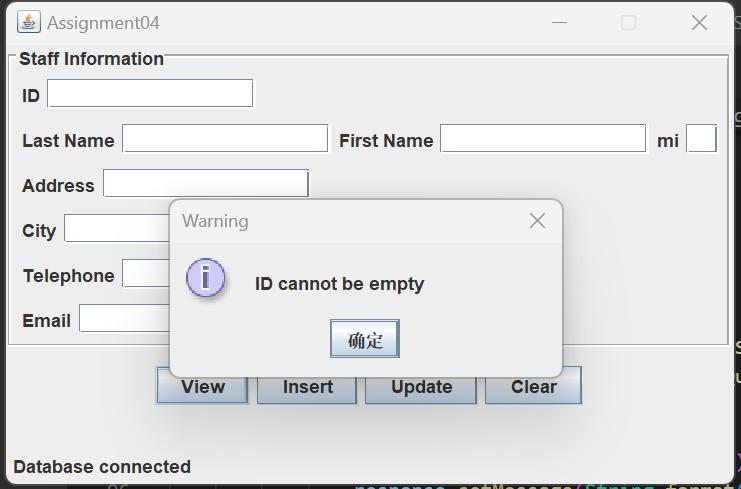 Assignment04
Staff Information
ID
Last Name First Name mi
Address
Warning
City
ID cannot be empty
Telephone
Email
确定
View Insert Update Clear
Database connected